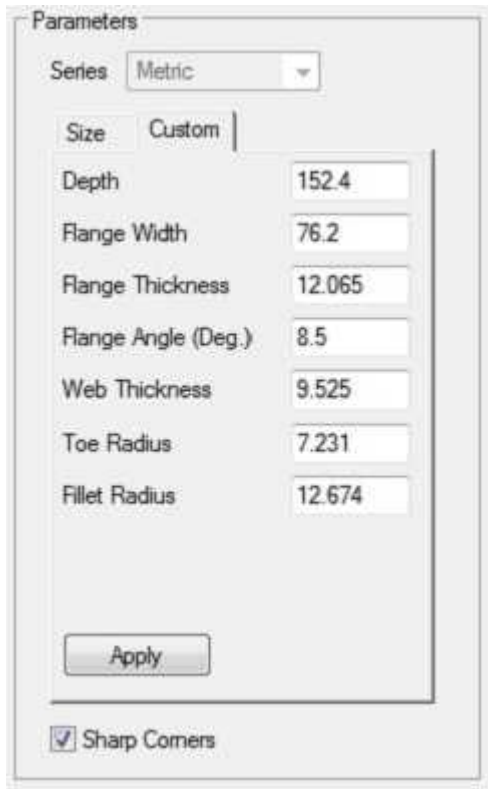 Parameters
Series Metric
Size Custom
Depth 152.4
Flange Width 76.2
Flange Thickness 12.065
Flange Angle (Deg.) 8.5
Web Thickness 9.525
Toe Radius 7.231
Fillet Radius 12.674
Apply
Sharp Corners